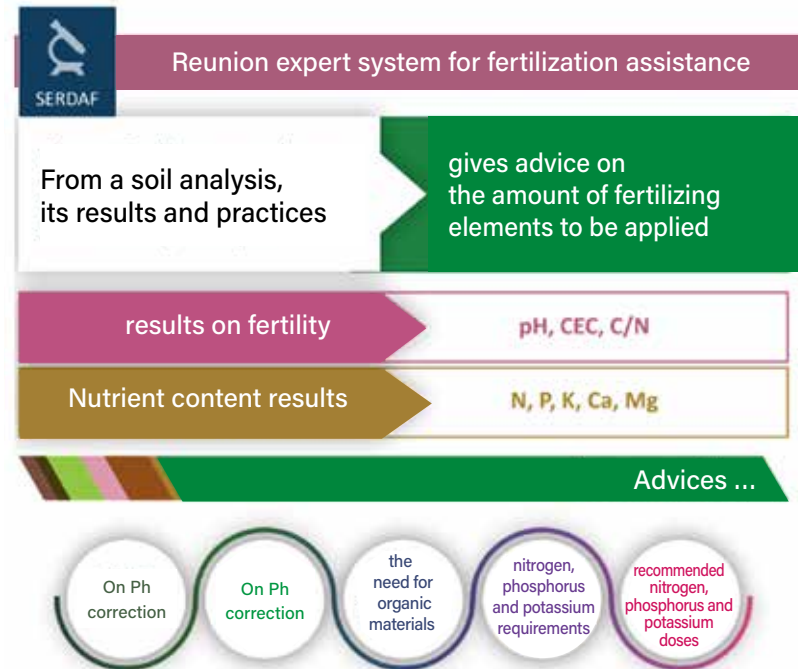 SERDAF
Reunion expert system for fertilization assistance
From a soil analysis,
its results and practices
gives advice on
the amount of fertilizing
elements to be applied
results on fertility
pH, CEC, C/N
Nutrient content results
N, P, K, Ca, Mg
Advices ...
On Ph
correction
On Ph
correction
the
need for
organic
materials
nitrogen,
phosphorus
and potassium
requirements
recommended
nitrogen,
phosphorus and
potassium
doses